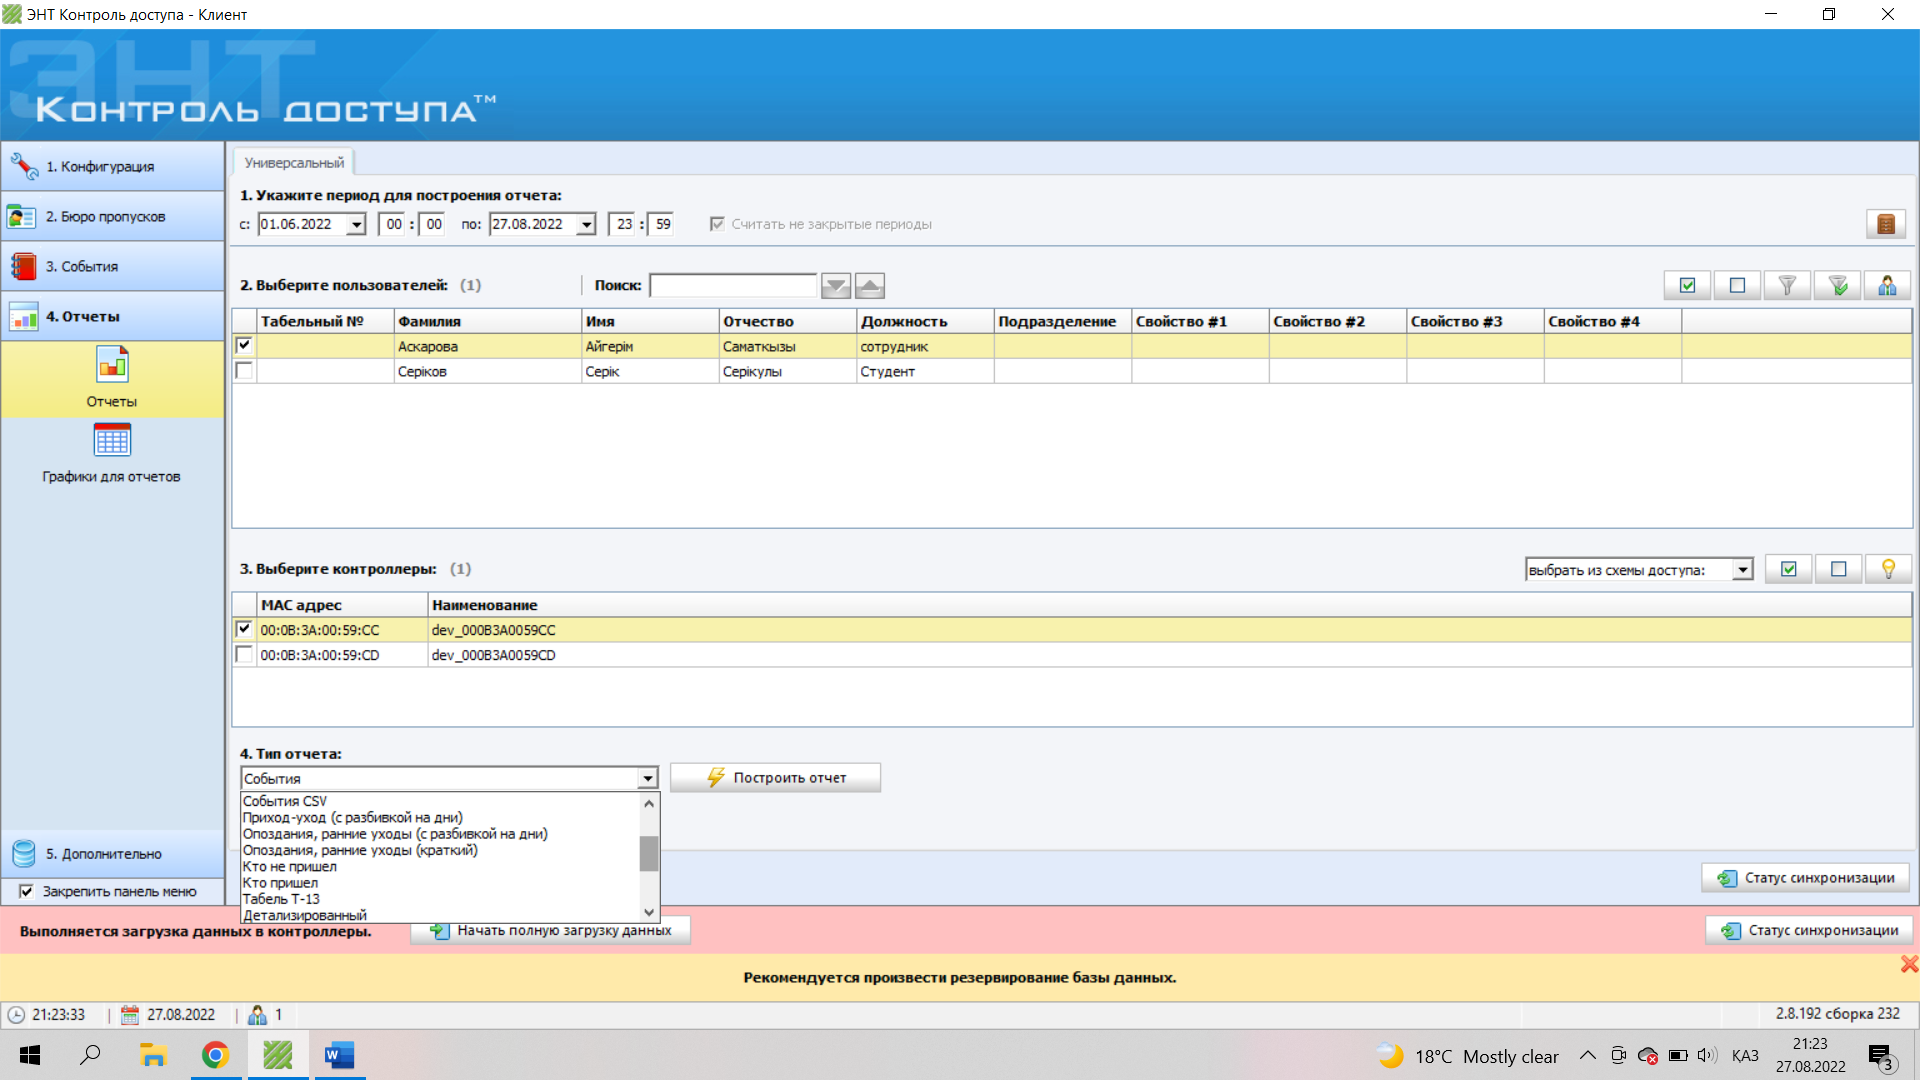 ЭНТ Контроль доступа - Клиент
ЭНТ
Контроль доступа™
1. Конфигурация
2. Бюро пропусков
3. События
4. Отчеты
Отчеты
Графики для отчетов
5. Дополнительно
Закрепить панель меню
Универсальный
1. Укажите период для построения отчета:
с: 01.06.2022 00 : 00 по: 27.08.2022 23 : 59 Считать не закрытые периоды
2. Выберите пользователей: (1) Поиск:
Табельный № Фамилия Имя Отчество Должность Подразделение Свойство #1 Свойство #2 Свойство #3 Свойство #4
Аскарова Айгерім Саматкызы сотрудник
Серіков Серік Серікулы Студент
3. Выберите контроллеры: (1) выбрать из схемы доступа:
MAC адрес Наименование
00:0B:3A:00:59:CC dev_000B3A0059CC
00:0B:3A:00:59:CD dev_000B3A0059CD
4. Тип отчета:
События Построить отчет
События CSV
Приход-уход (с разбивкой на дни)
Опоздания, ранние уходы (с разбивкой на дни)
Опоздания, ранние уходы (краткий)
Кто не пришел
Кто пришел
Табель Т-13
Детализированный
Статус синхронизации
Выполняется загрузка данных в контроллеры. Начать полную загрузку данных Статус синхронизации
Рекомендуется произвести резервирование базы данных.
21:23:33 27.08.2022 1 2.8.192 сборка 232
18°C Mostly clear ҚАЗ 21:23
27.08.2022 3